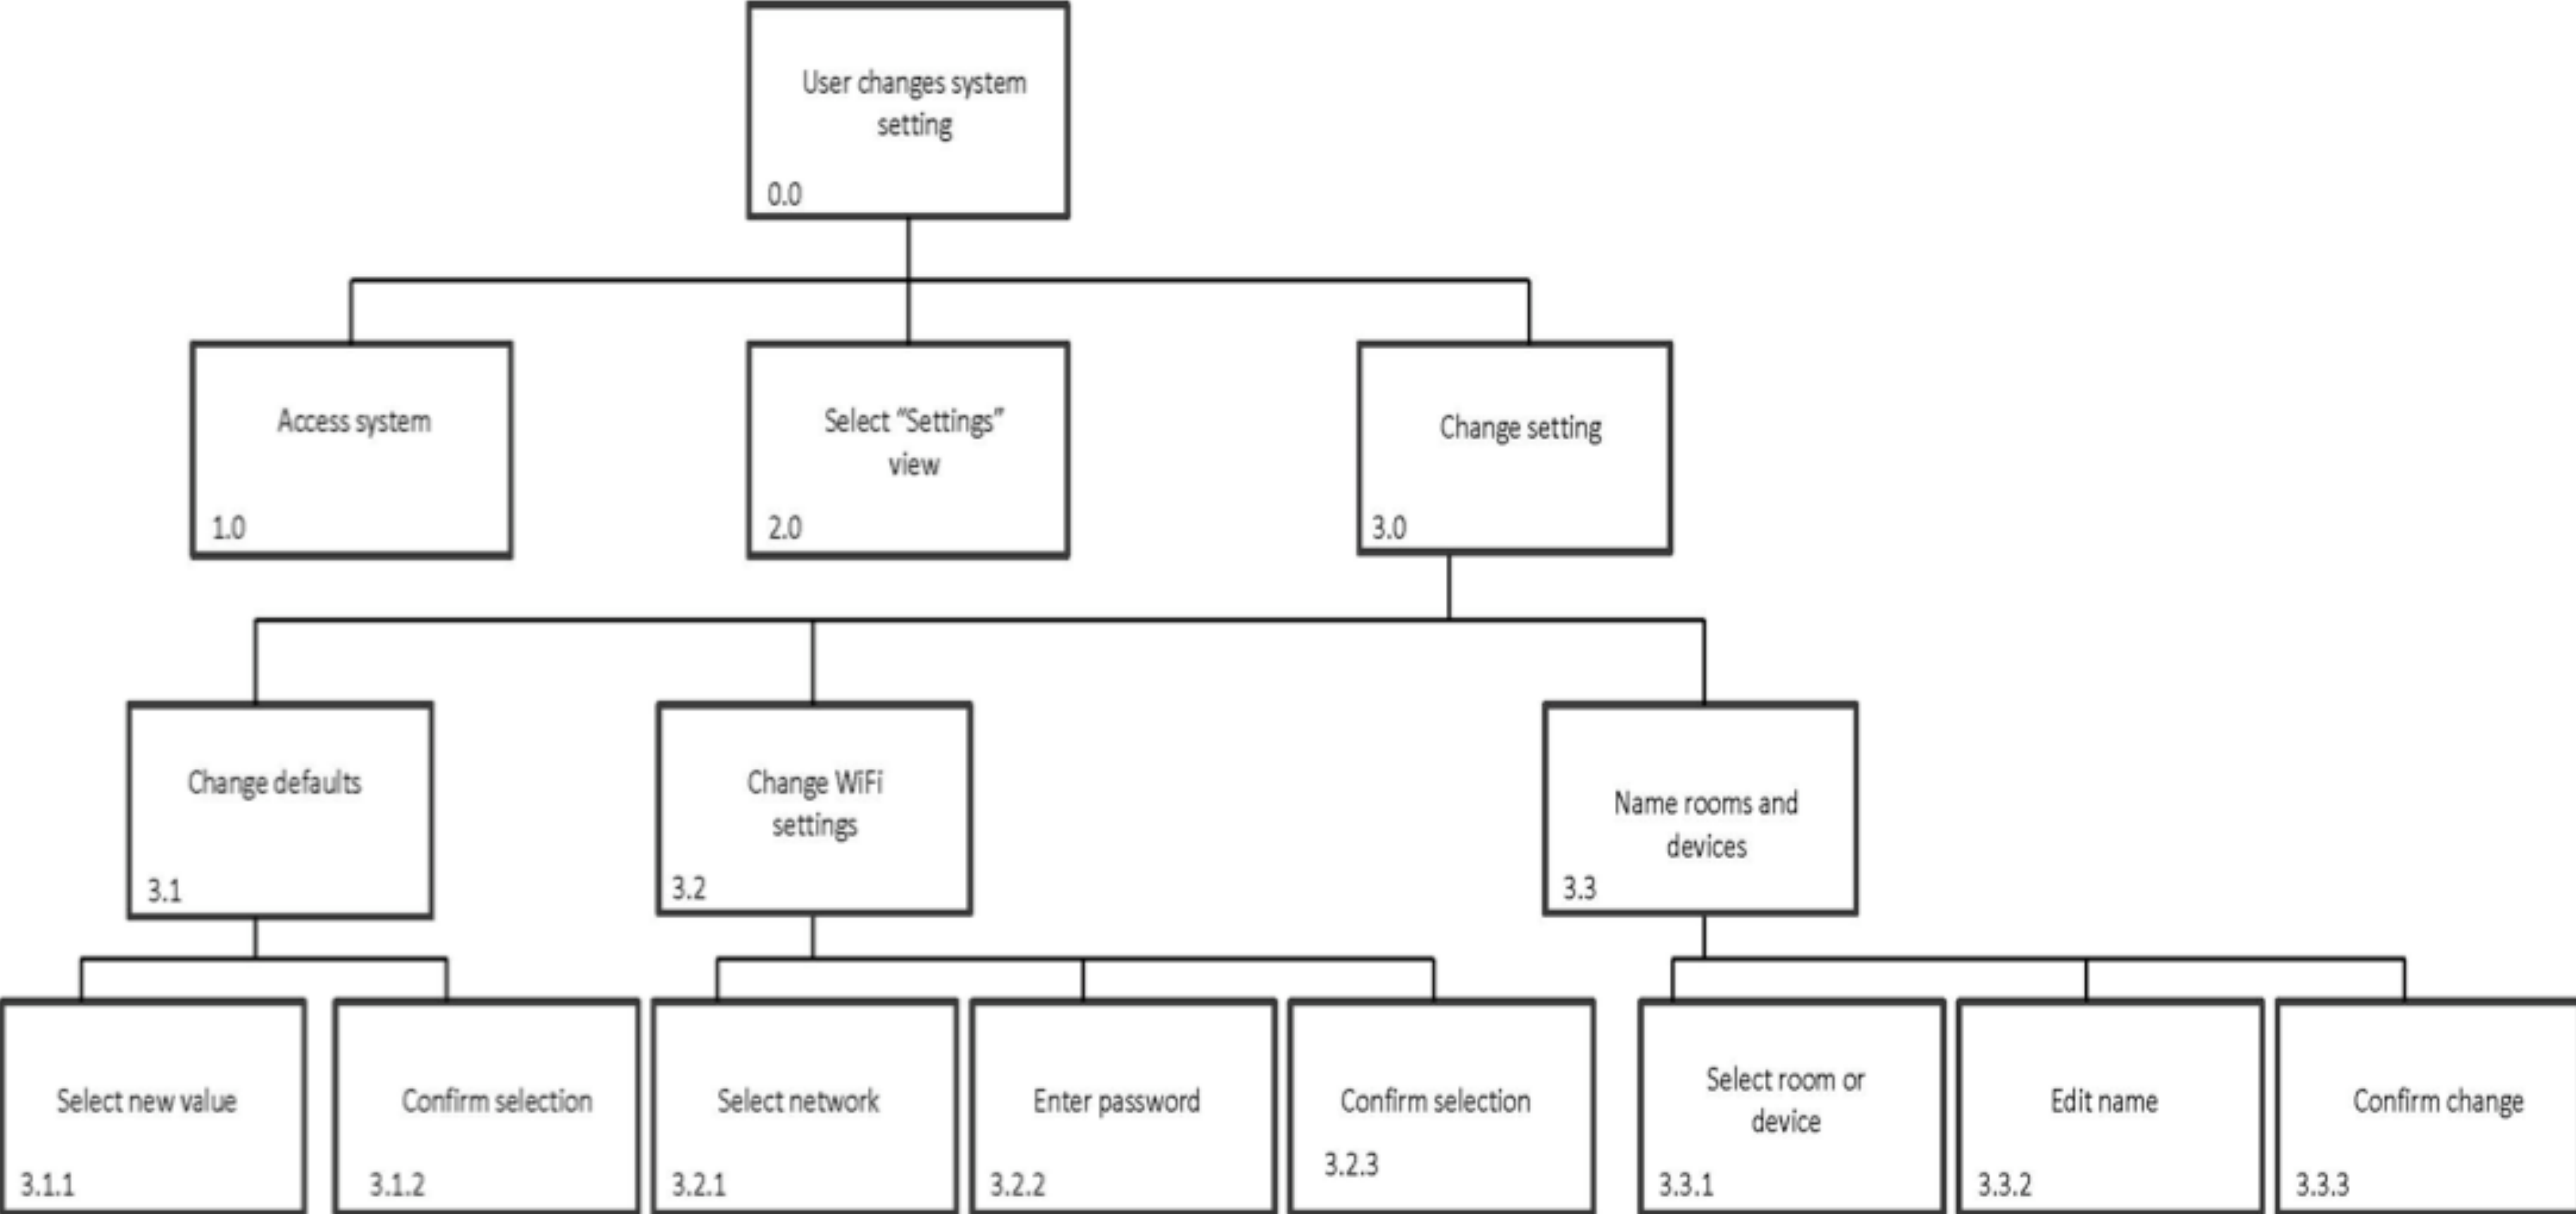 User changes system
setting
0.0
Access system
1.0
Select “Settings”
view
2.0
Change setting
3.0
Change defaults
3.1
Change WiFi
settings
3.2
Name rooms and
devices
3.3
Select new value
3.1.1
Confirm selection
3.1.2
Select network
3.2.1
Enter password
3.2.2
Confirm selection
3.2.3
Select room or
device
3.3.1
Edit name
3.3.2
Confirm change
3.3.3